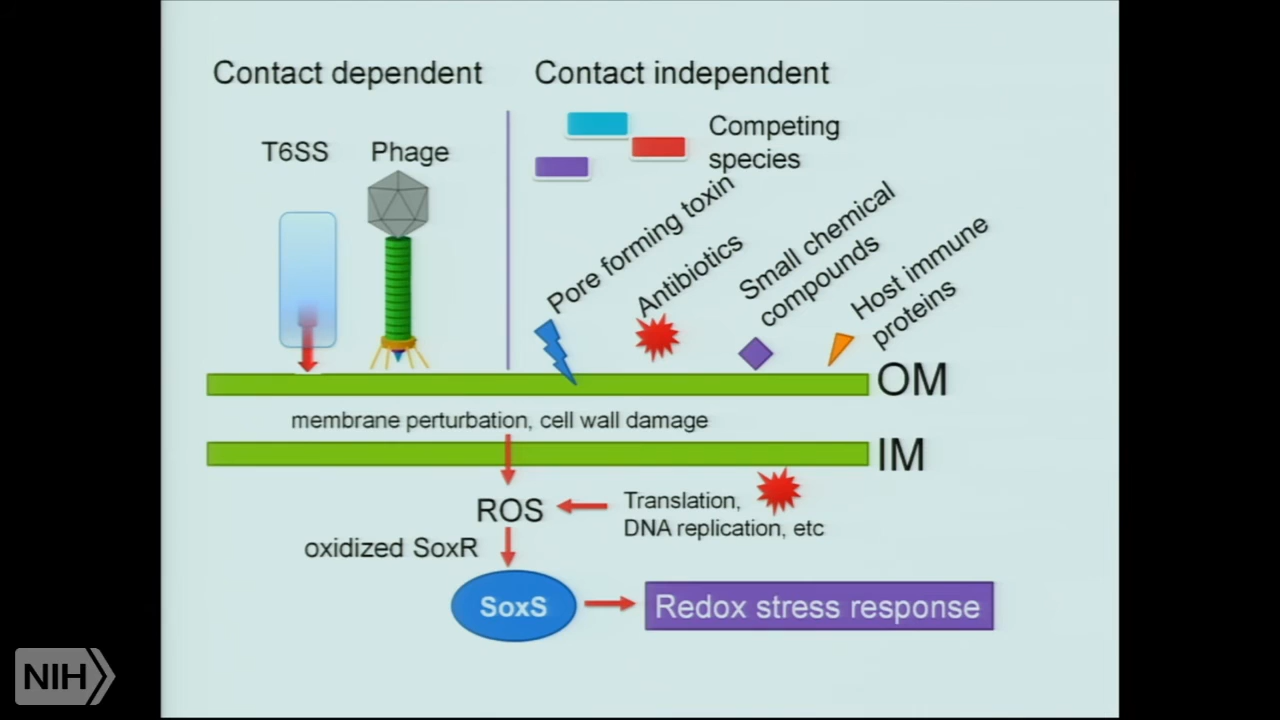 Contact dependent
Contact independent
T6SS
Phage
Competing
species
Pore forming toxin
Antibiotics
Small chemical
compounds
Host immune
proteins
OM
membrane perturbation, cell wall damage
IM
ROS
Translation,
DNA replication, etc
oxidized SoxR
SoxS
Redox stress response
NIH